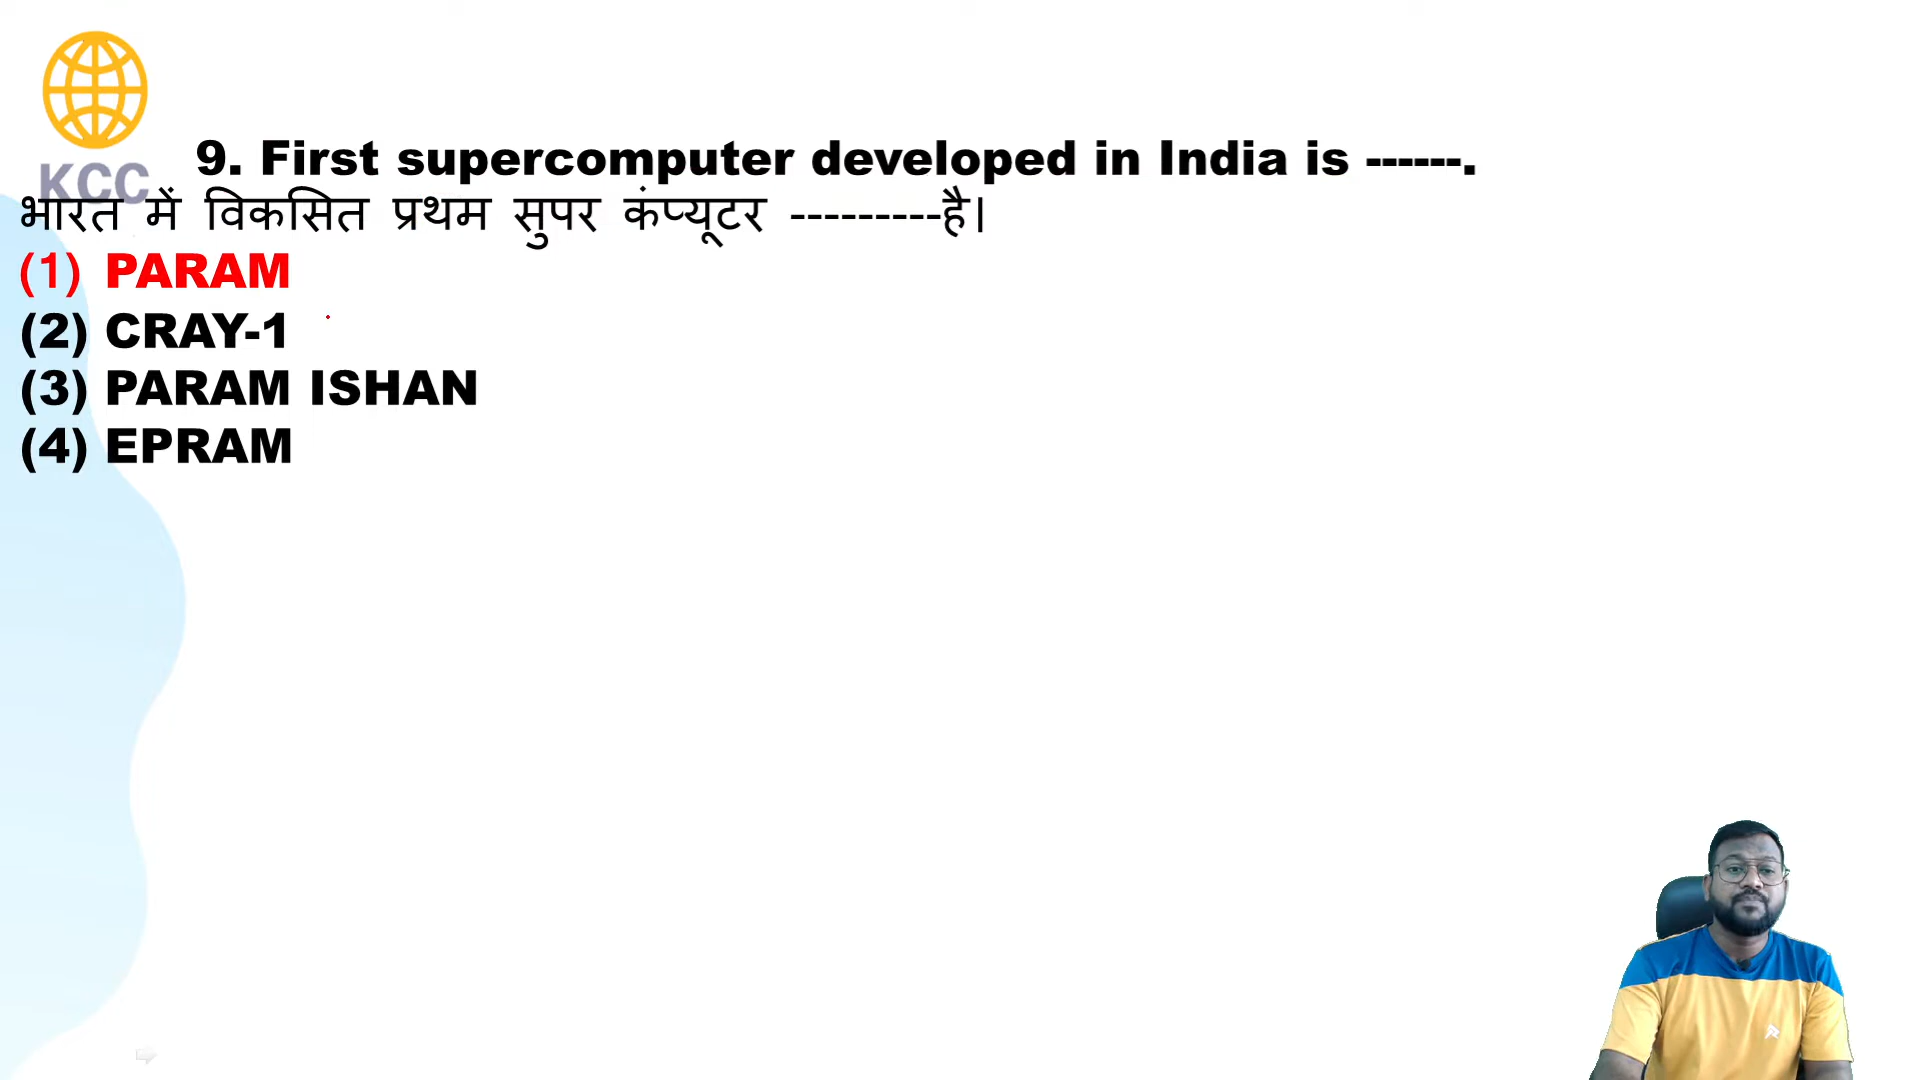 KCC
9. First supercomputer developed in India is ------.
भारत में विकसित प्रथम सुपर कंप्यूटर ---------है।
(1) PARAM
(2) CRAY-1
(3) PARAM ISHAN
(4) EPRAM